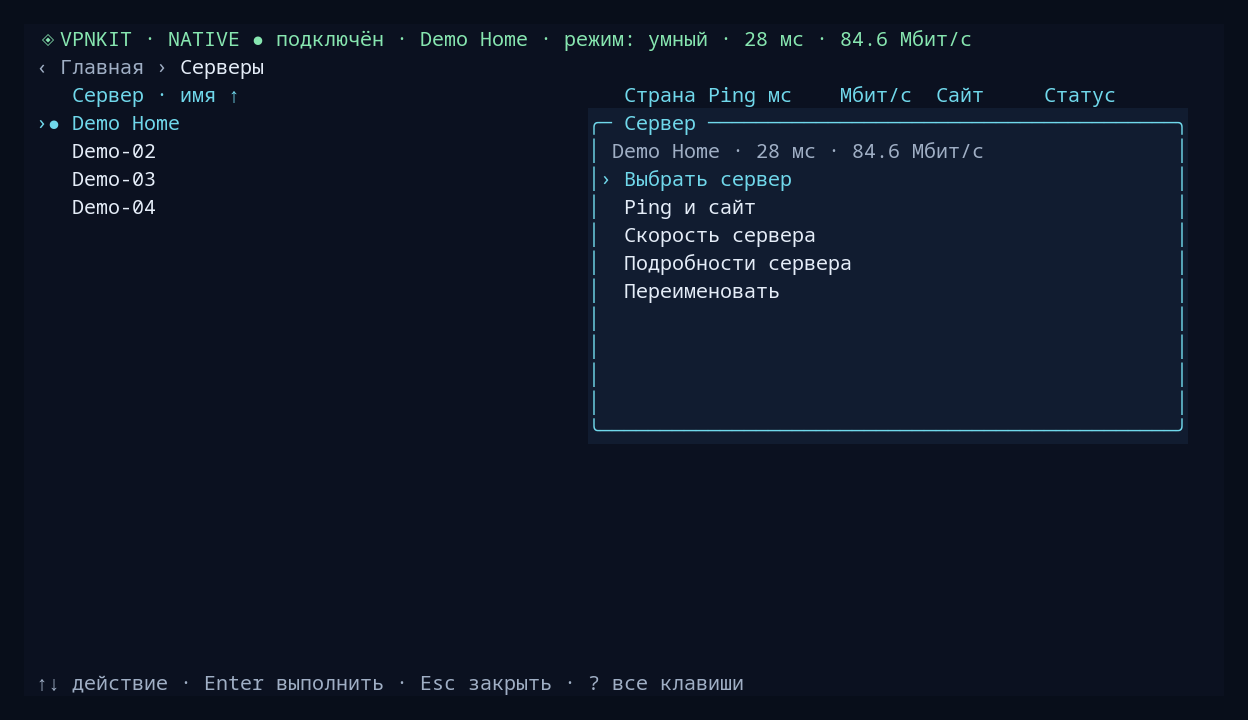 ◈ VPNKIT · NATIVE ● подключён · Demo Home · режим: умный · 28 мс · 84.6 Мбит/с
‹ Главная › Серверы
Сервер · имя ↑ Страна Ping мс Мбит/с Сайт Статус
›● Demo Home
Demo-02
Demo-03
Demo-04
Сервер
Demo Home · 28 мс · 84.6 Мбит/с
› Выбрать сервер
Ping и сайт
Скорость сервера
Подробности сервера
Переименовать
↑↓ действие · Enter выполнить · Esc закрыть · ? все клавиши